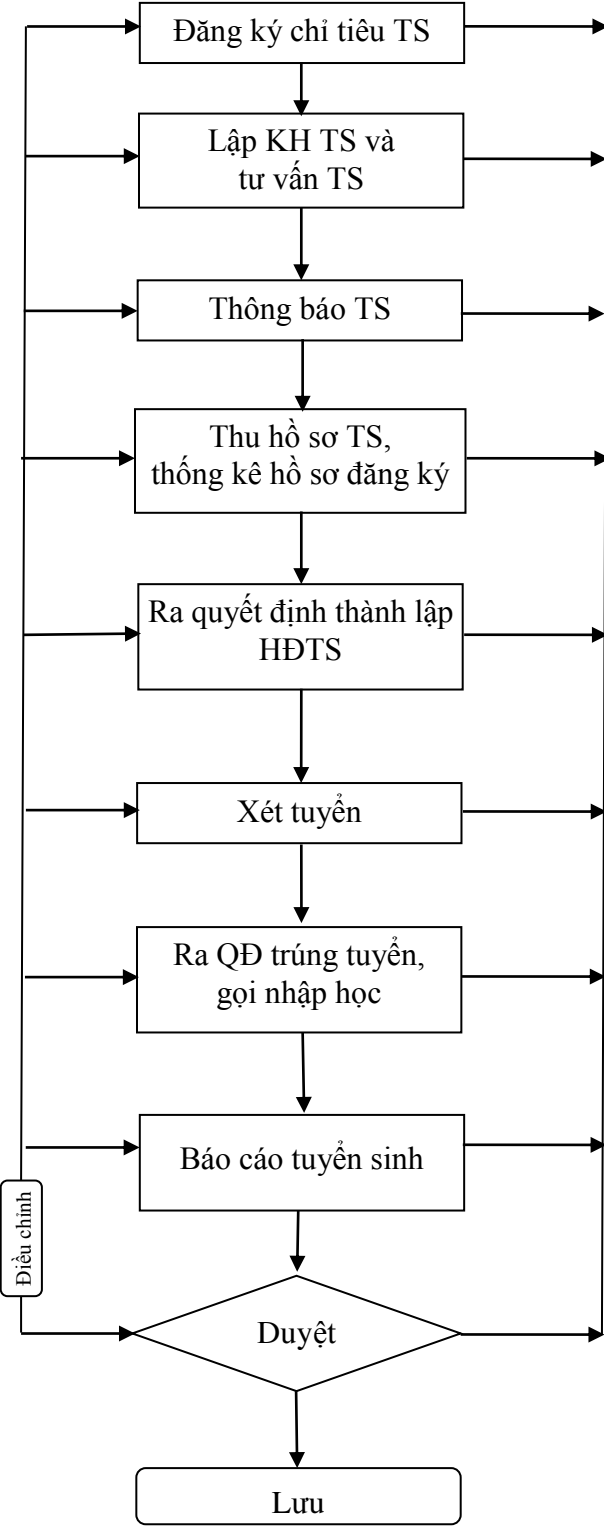 Đăng ký chỉ tiêu TS
Lập KH TS và
tư vấn TS
Thông báo TS
Thu hồ sơ TS,
thống kê hồ sơ đăng ký
Ra quyết định thành lập
HĐTS
Xét tuyển
Ra QĐ trúng tuyển,
gọi nhập học
Báo cáo tuyển sinh
Điều chỉnh
Duyệt
Lưu